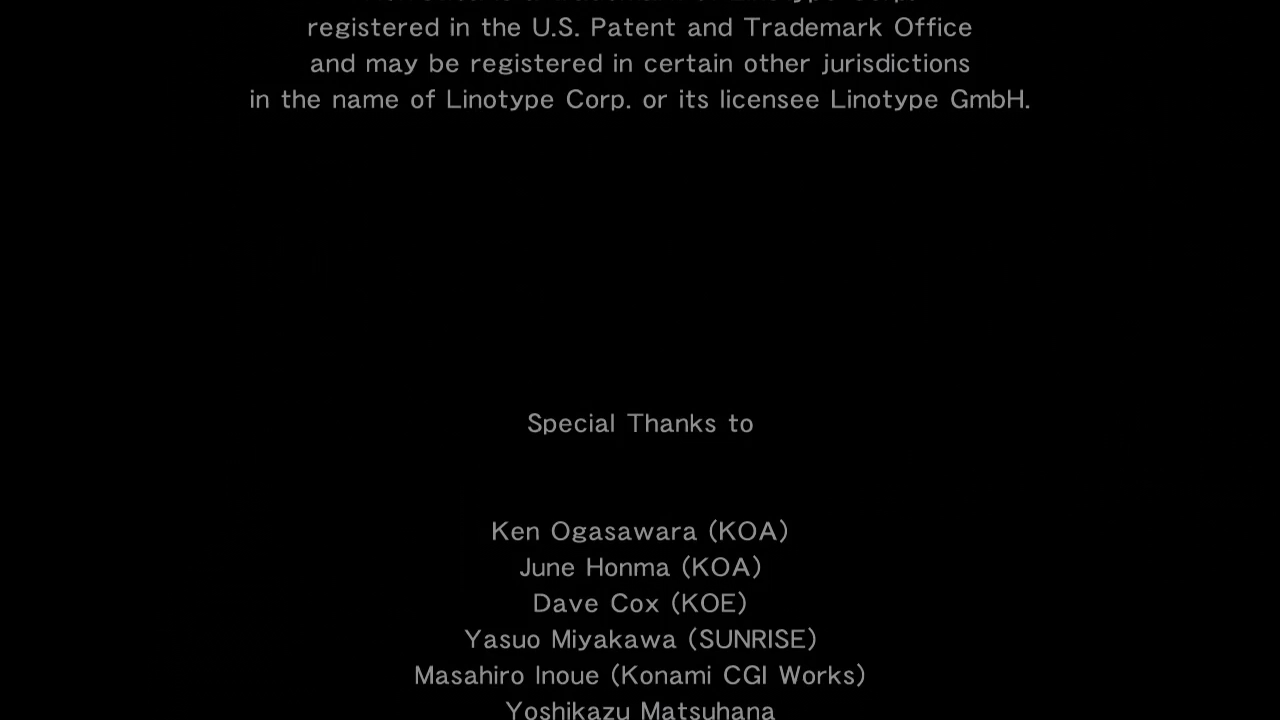 registered in the U.S. Patent and Trademark Office
and may be registered in certain other jurisdictions
in the name of Linotype Corp. or its licensee Linotype GmbH.
Special Thanks to
Ken Ogasawara (KOA)
June Honma (KOA)
Dave Cox (KOE)
Yasuo Miyakawa (SUNRISE)
Masahiro Inoue (Konami CGI Works)
Yoshikazu Matsuhana